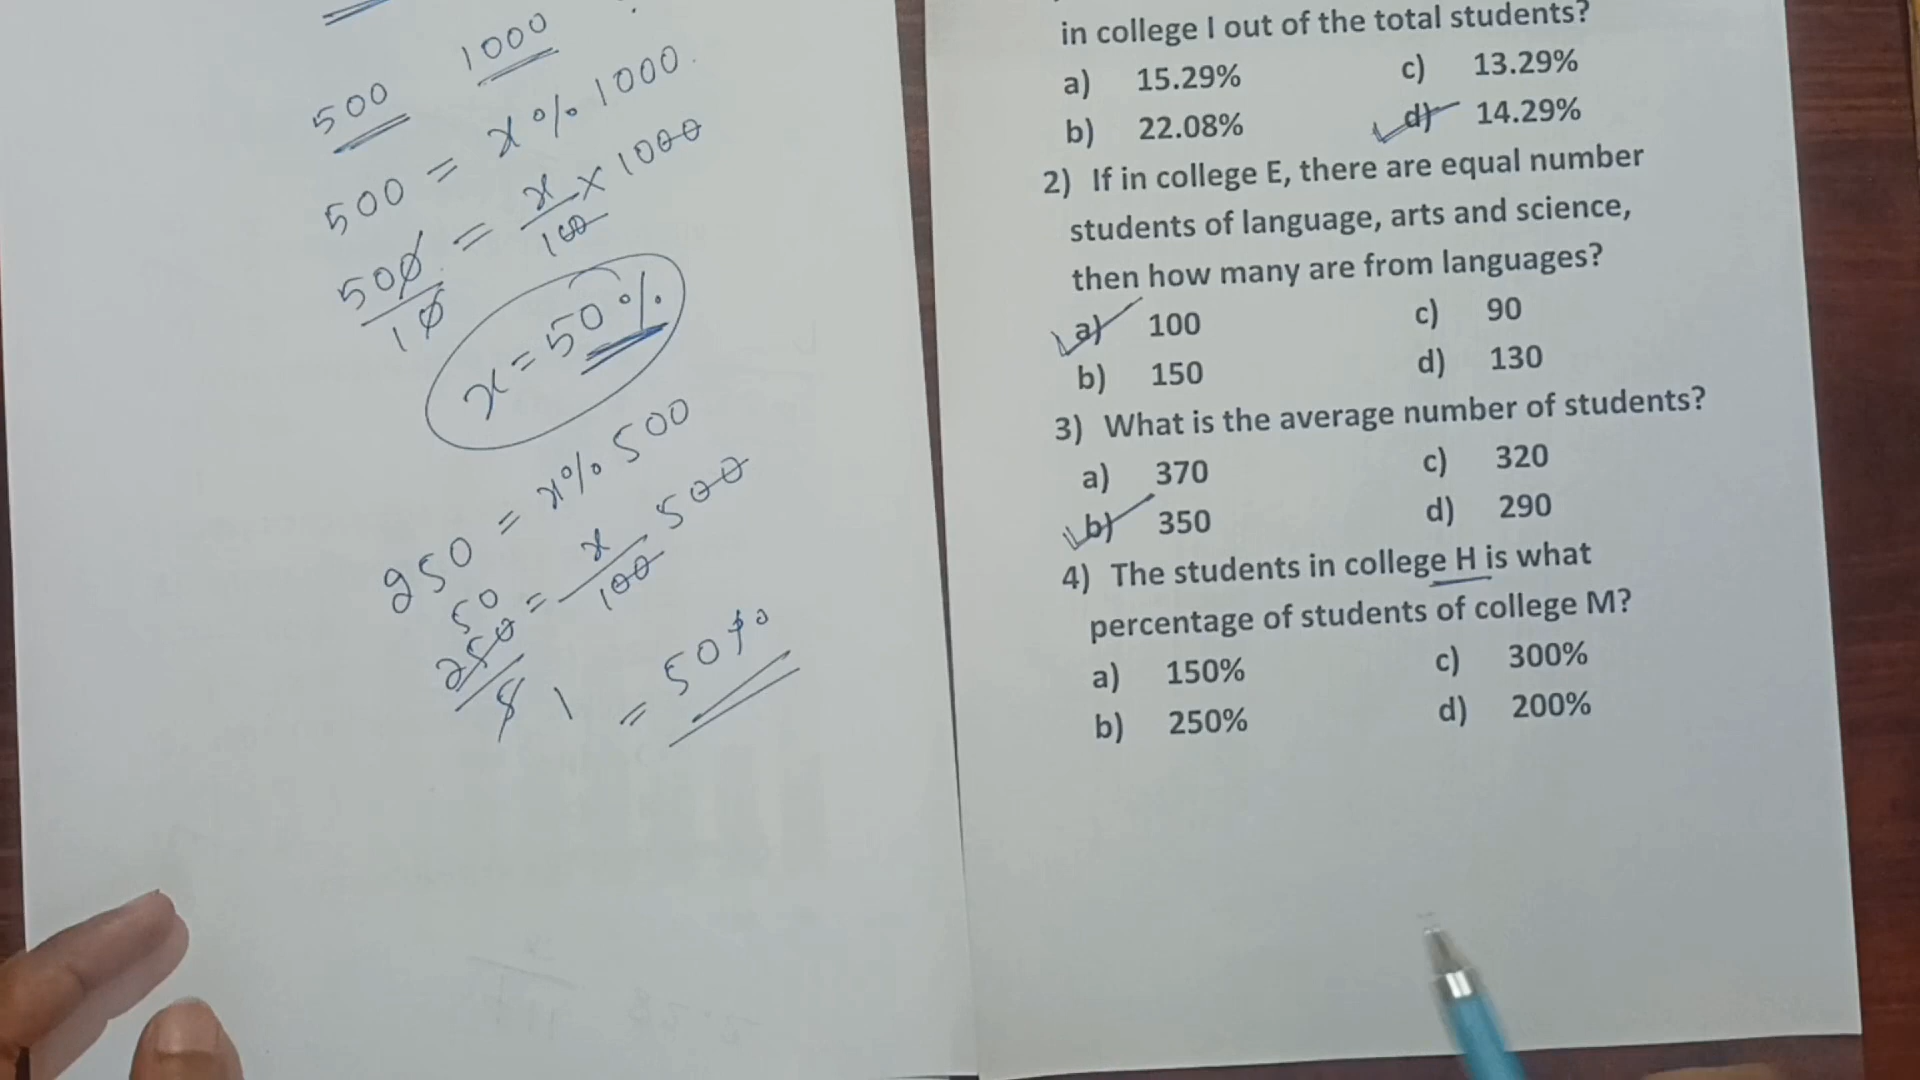 500 1000
500 = x % 1000.
500/10 = x/100 × 1000
x = 50 %.
250 = x% 500
250/5 50 = x/100 500
1 = 50%
in college I out of the total students?
a) 15.29% c) 13.29%
b) 22.08% d) 14.29%
2) If in college E, there are equal number
students of language, arts and science,
then how many are from languages?
a) 100 c) 90
b) 150 d) 130
3) What is the average number of students?
a) 370 c) 320
b) 350 d) 290
4) The students in college H is what
percentage of students of college M?
a) 150% c) 300%
b) 250% d) 200%